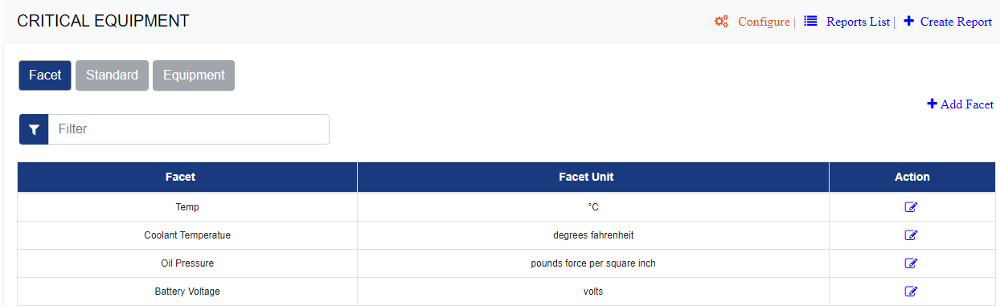 CRITICAL EQUIPMENT
Configure | Reports List | Create Report
Facet Standard Equipment
Add Facet
Filter
Facet Facet Unit Action
Temp °C
Coolant Temperatue degrees fahrenheit
Oil Pressure pounds force per square inch
Battery Voltage volts